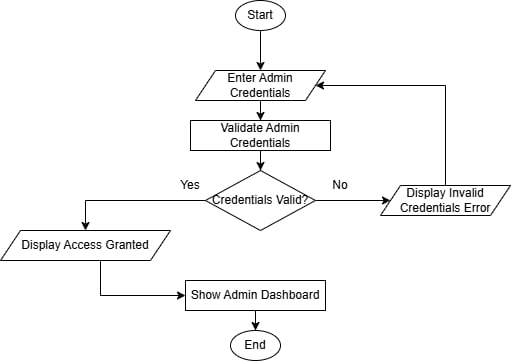 Start
Enter Admin
Credentials
Validate Admin
Credentials
Yes
Credentials Valid?
No
Display Invalid
Credentials Error
Display Access Granted
Show Admin Dashboard
End